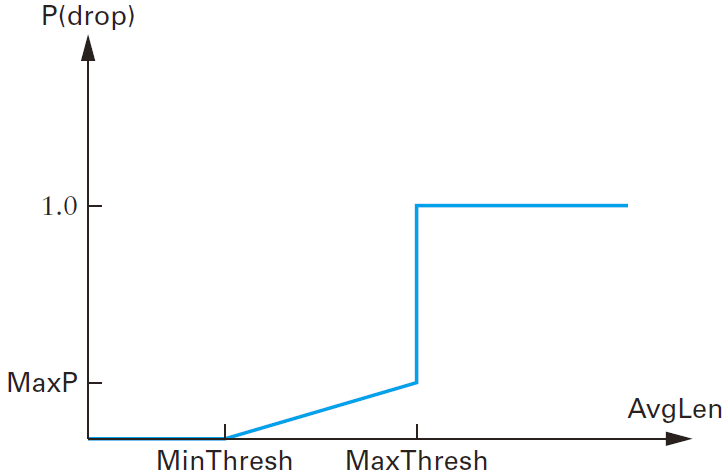 P(drop)
1.0
MaxP
AvgLen
MinThresh
MaxThresh